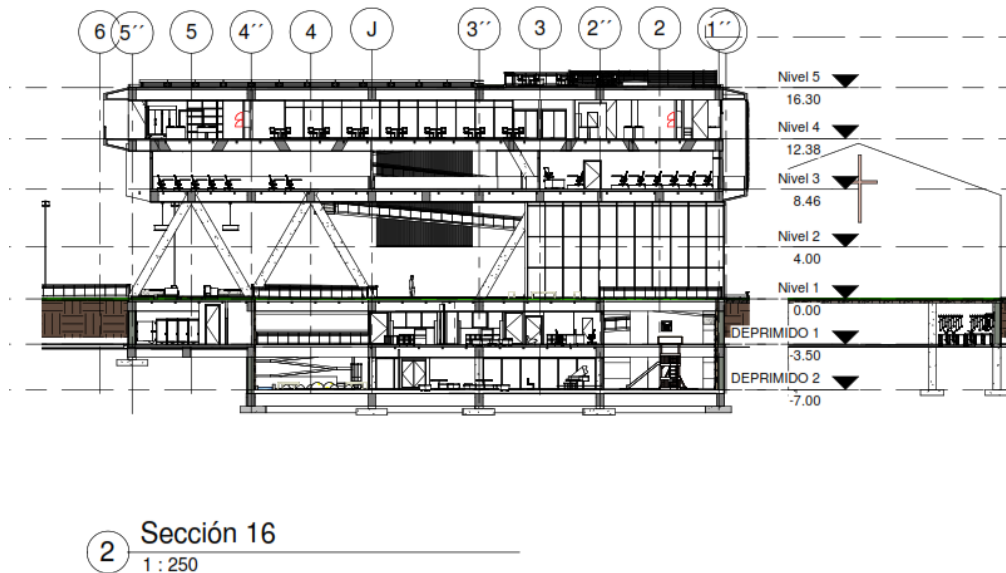 6 5´´ 5 4´´ 4 J 3´´ 3 2´´ 2 1´´
Nivel 5
16.30
Nivel 4
12.38
Nivel 3
8.46
Nivel 2
4.00
Nivel 1
0.00
DEPRIMIDO 1
-3.50
DEPRIMIDO 2
-7.00
2 Sección 16
1 : 250